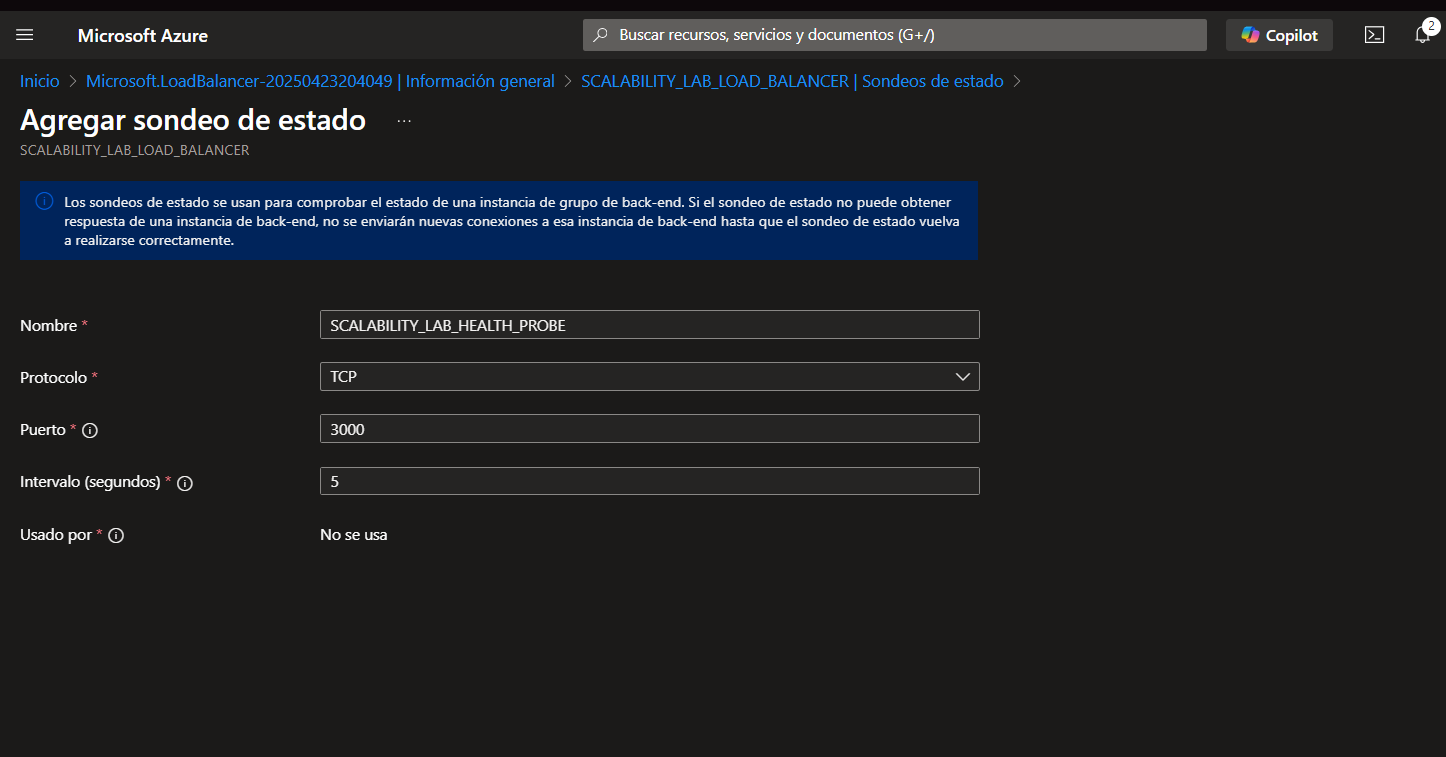 Microsoft Azure
Buscar recursos, servicios y documentos (G+/)
Copilot
2
Inicio > Microsoft.LoadBalancer-20250423204049 | Información general > SCALABILITY_LAB_LOAD_BALANCER | Sondeos de estado >
Agregar sondeo de estado ...
SCALABILITY_LAB_LOAD_BALANCER
Los sondeos de estado se usan para comprobar el estado de una instancia de grupo de back-end. Si el sondeo de estado no puede obtener
respuesta de una instancia de back-end, no se enviarán nuevas conexiones a esa instancia de back-end hasta que el sondeo de estado vuelva
a realizarse correctamente.
Nombre * SCALABILITY_LAB_HEALTH_PROBE
Protocolo * TCP
Puerto * 3000
Intervalo (segundos) * 5
Usado por * No se usa